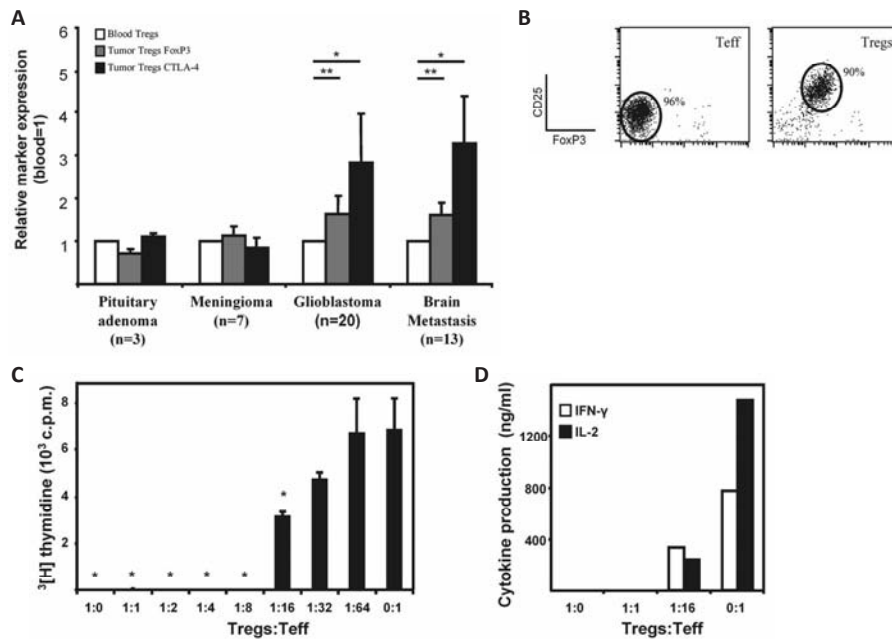 A
Relative marker expression
(blood=1)
6
5
4
3
2
1
Blood Tregs
Tumor Tregs FoxP3
Tumor Tregs CTLA-4
*
**
*
**
Pituitary
adenoma
(n=3)
Meningioma
(n=7)
Glioblastoma
(n=20)
Brain
Metastasis
(n=13)
B
Teff
96%
Tregs
90%
CD25
FoxP3
C
³[H] thymidine (10³ c.p.m.)
8
6
4
2
* * * * * *
1:0 1:1 1:2 1:4 1:8 1:16 1:32 1:64 0:1
Tregs:Teff
D
Cytokine production (ng/ml)
1200
800
400
IFN-γ
IL-2
1:0 1:1 1:16 0:1
Tregs:Teff